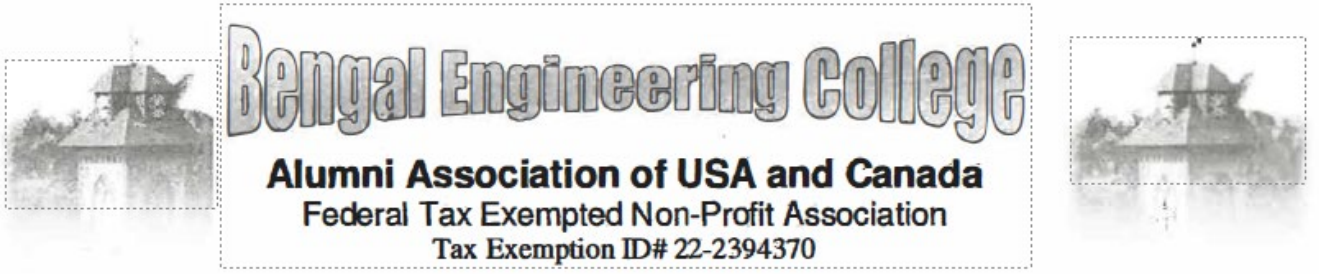 Bengal Engineering College
Alumni Association of USA and Canada
Federal Tax Exempted Non-Profit Association
Tax Exemption ID# 22-2394370